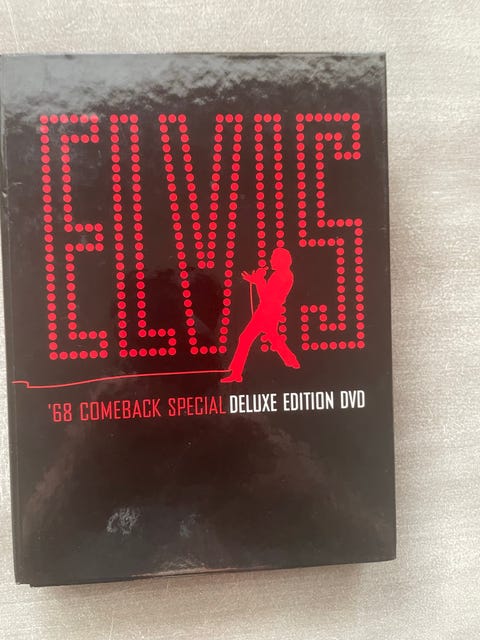 ELVIS
'68 COMEBACK SPECIAL DELUXE EDITION DVD